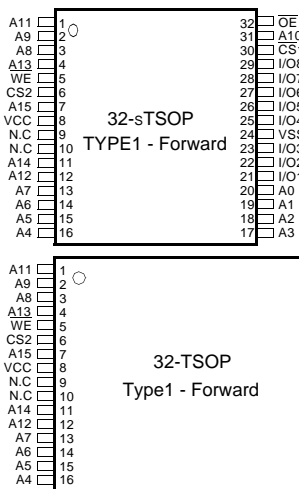 A11 1 32 OE
A9 2 31 A10
A8 3 30 CS1
A13 4 29 I/O8
WE 5 28 I/O7
CS2 6 27 I/O6
A15 7 26 I/O5
VCC 8 32-sTSOP 25 I/O4
N.C 9 24 VSS
N.C 10 TYPE1 - Forward 23 I/O3
A14 11 22 I/O2
A12 12 21 I/O1
A7 13 20 A0
A6 14 19 A1
A5 15 18 A2
A4 16 17 A3
A11 1
A9 2
A8 3
A13 4
WE 5
CS2 6
A15 7 32-TSOP
VCC 8
N.C 9 Type1 - Forward
N.C 10
A14 11
A12 12
A7 13
A6 14
A5 15
A4 16